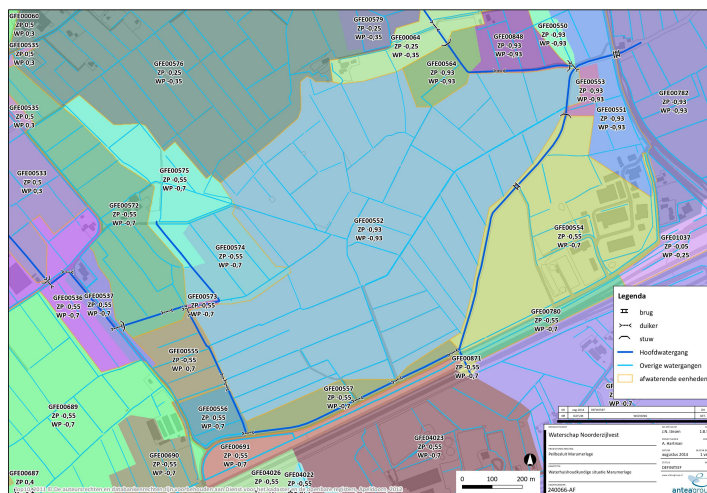 GFE00060
ZP 0,5
WP 0,3
GFE00535
ZP 0,5
WP 0,3
GFE00576
ZP -0,25
WP -0,35
GFE00579
ZP -0,25
WP -0,35
GFE00064
ZP -0,25
WP -0,35
GFE00564
ZP -0,93
WP -0,93
GFE00848
ZP -0,93
WP -0,93
GFE00550
ZP -0,93
WP -0,93
GFE00553
ZP -0,93
WP -0,93
GFE00551
ZP -0,93
WP -0,93
GFE00782
ZP -0,93
WP -0,93
GFE00535
ZP 0,5
WP 0,3
GFE00533
ZP 0,5
WP 0,3
GFE00575
ZP -0,55
WP -0,7
GFE00572
ZP -0,55
WP -0,7
GFE00574
ZP -0,55
WP -0,7
GFE00552
ZP -0,93
WP -0,93
GFE00554
ZP -0,55
WP -0,7
GFE01037
ZP -0,05
WP -0,25
GFE00536
ZP -0,55
WP -0,7
GFE00537
ZP -0,55
WP -0,7
GFE00573
ZP -0,55
WP -0,7
GFE00780
ZP -0,55
WP -0,7
GFE00555
ZP -0,55
WP -0,7
GFE00871
ZP -0,55
WP -0,7
GFE00557
ZP -0,55
WP -0,7
GFE00556
ZP -0,55
WP -0,7
GFE00689
ZP -0,55
WP -0,7
GFE00691
ZP -0,55
WP -0,7
GFE00690
ZP -0,55
WP -0,7
GFE04023
ZP -0,55
WP -0,7
GFE00687
ZP 0,4
GFE04026
ZP -0,55
GFE04022
ZP -0,55
Legenda
brug
duiker
stuw
Hoofdwatergang
Overige watergangen
afwaterende eenheden
0 100 200 m
Waterschap Noorderzijlvest
Peilbesluit Marumerlage
Waterhuishoudkundige situatie Marumerlage
240066-AF
augustus 2014
anteagroup